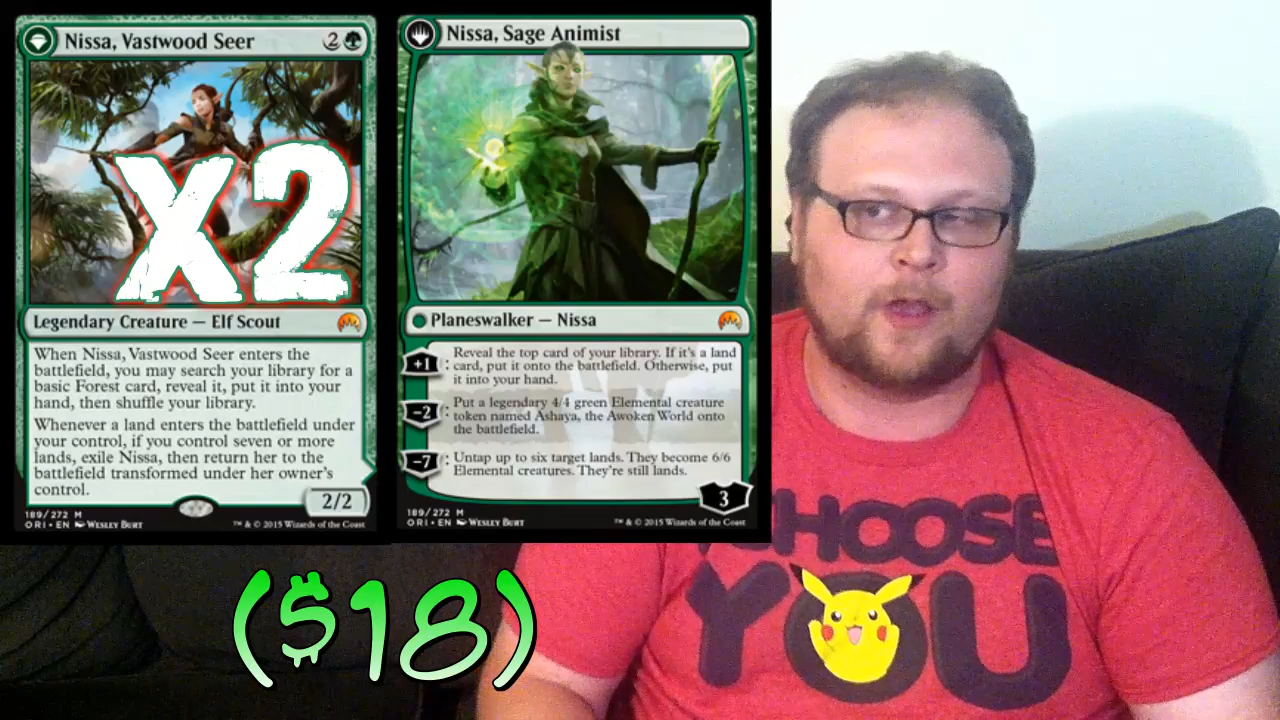 Nissa, Vastwood Seer 2
X2
Legendary Creature — Elf Scout
When Nissa, Vastwood Seer enters the
battlefield, you may search your library for a
basic Forest card, reveal it, put it into your
hand, then shuffle your library.
Whenever a land enters the battlefield under
your control, if you control seven or more
lands, exile Nissa, then return her to the
battlefield transformed under her owner's
control.
2/2
189/272 M
ORI • EN Wesley Burt
™ & © 2015 Wizards of the Coast
Nissa, Sage Animist
Planeswalker — Nissa
+1 : Reveal the top card of your library. If it's a land
card, put it onto the battlefield. Otherwise, put
it into your hand.
-2 : Put a legendary 4/4 green Elemental creature
token named Ashaya, the Awoken World onto
the battlefield.
-7 : Untap up to six target lands. They become 6/6
Elemental creatures. They're still lands.
3
189/272 M
ORI • EN Wesley Burt
™ & © 2015 Wizards of the Coast
($18)
CHOOSE
YOU